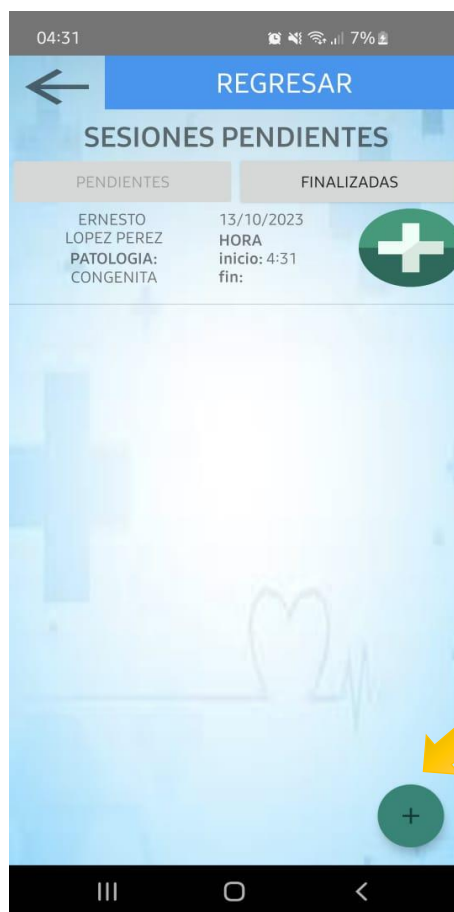 04:31 7%
REGRESAR
SESIONES PENDIENTES
PENDIENTES FINALIZADAS
ERNESTO 13/10/2023
LOPEZ PEREZ HORA
PATOLOGIA: inicio: 4:31
CONGENITA fin:
+